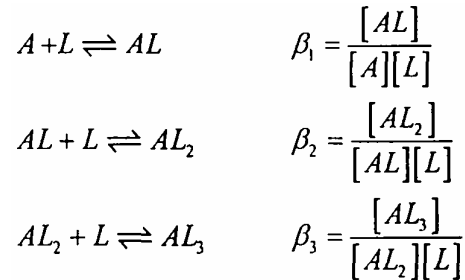 A + L ⇌ AL    β₁ = [AL] / [A][L]
AL + L ⇌ AL₂    β₂ = [AL₂] / [AL][L]
AL₂ + L ⇌ AL₃    β₃ = [AL₃] / [AL₂][L]